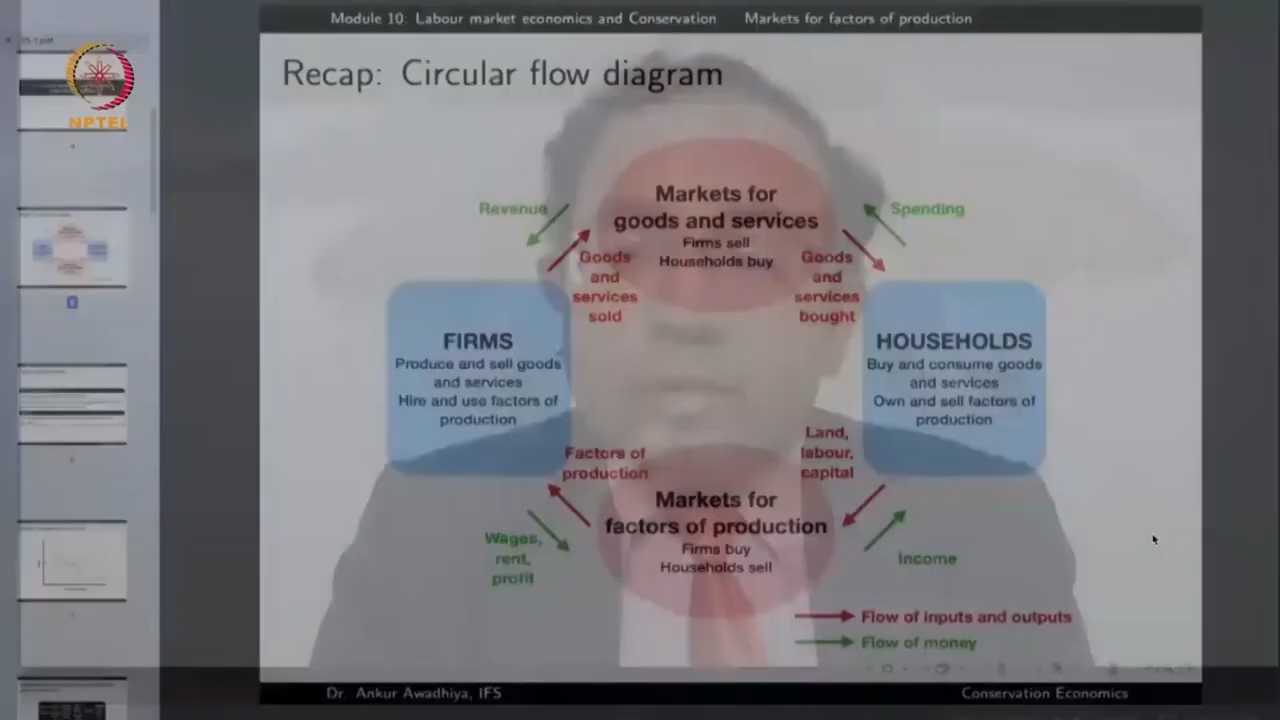 Module 10: Labour market economics and Conservation Markets for factors of production
NPTEL
Recap: Circular flow diagram
Markets for
goods and services
Firms sell
Households buy
Revenue
Spending
Goods
and
services
sold
Goods
and
services
bought
FIRMS
Produce and sell goods
and services
Hire and use factors of
production
HOUSEHOLDS
Buy and consume goods
and services
Own and sell factors of
production
Factors of
production
Land,
labour,
capital
Markets for
factors of production
Firms buy
Households sell
Wages,
rent,
profit
Income
Flow of inputs and outputs
Flow of money
Dr. Ankur Awadhiya, IFS
Conservation Economics